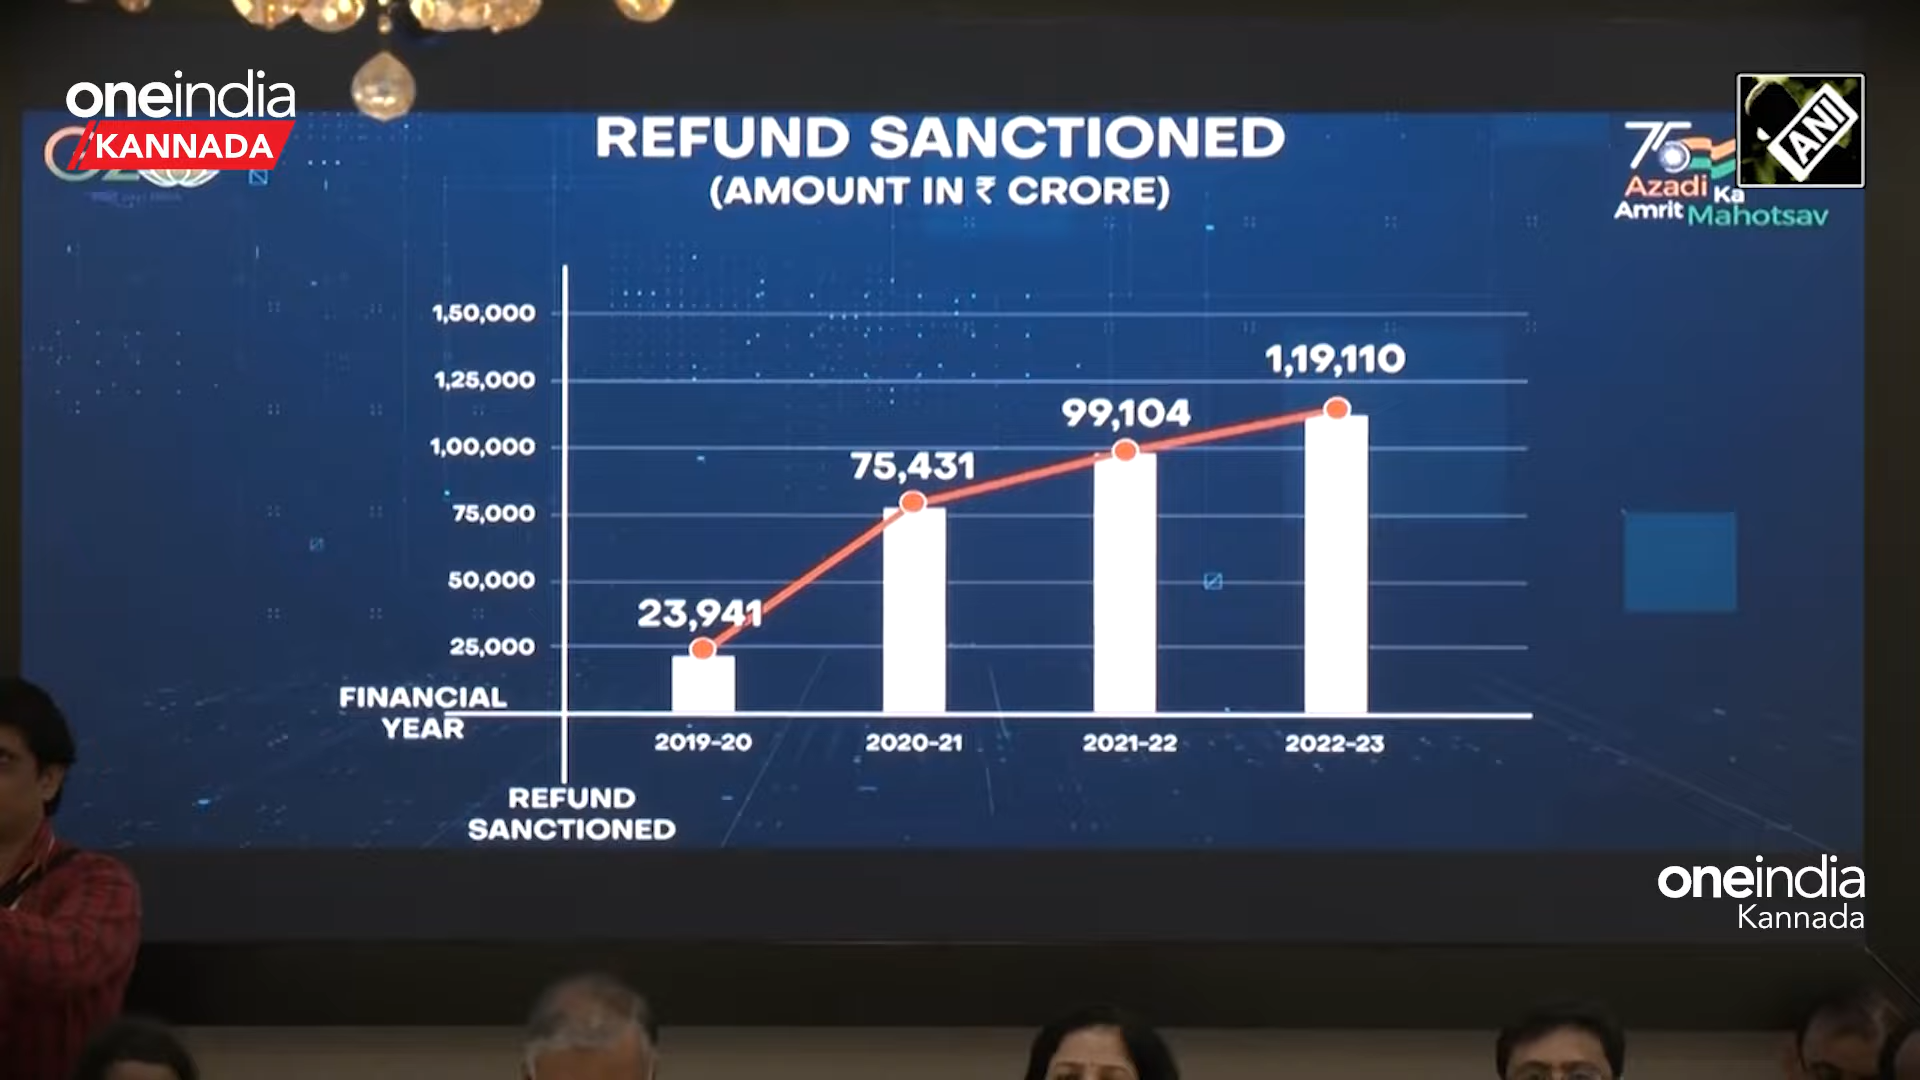 oneindia
KANNADA
REFUND SANCTIONED
(AMOUNT IN ₹ CRORE)
75
Azadi Ka
Amrit Mahotsav
ANI
1,50,000
1,25,000
1,00,000
75,000
50,000
25,000
23,941
75,431
99,104
1,19,110
FINANCIAL
YEAR
2019-20
2020-21
2021-22
2022-23
REFUND
SANCTIONED
oneindia
Kannada